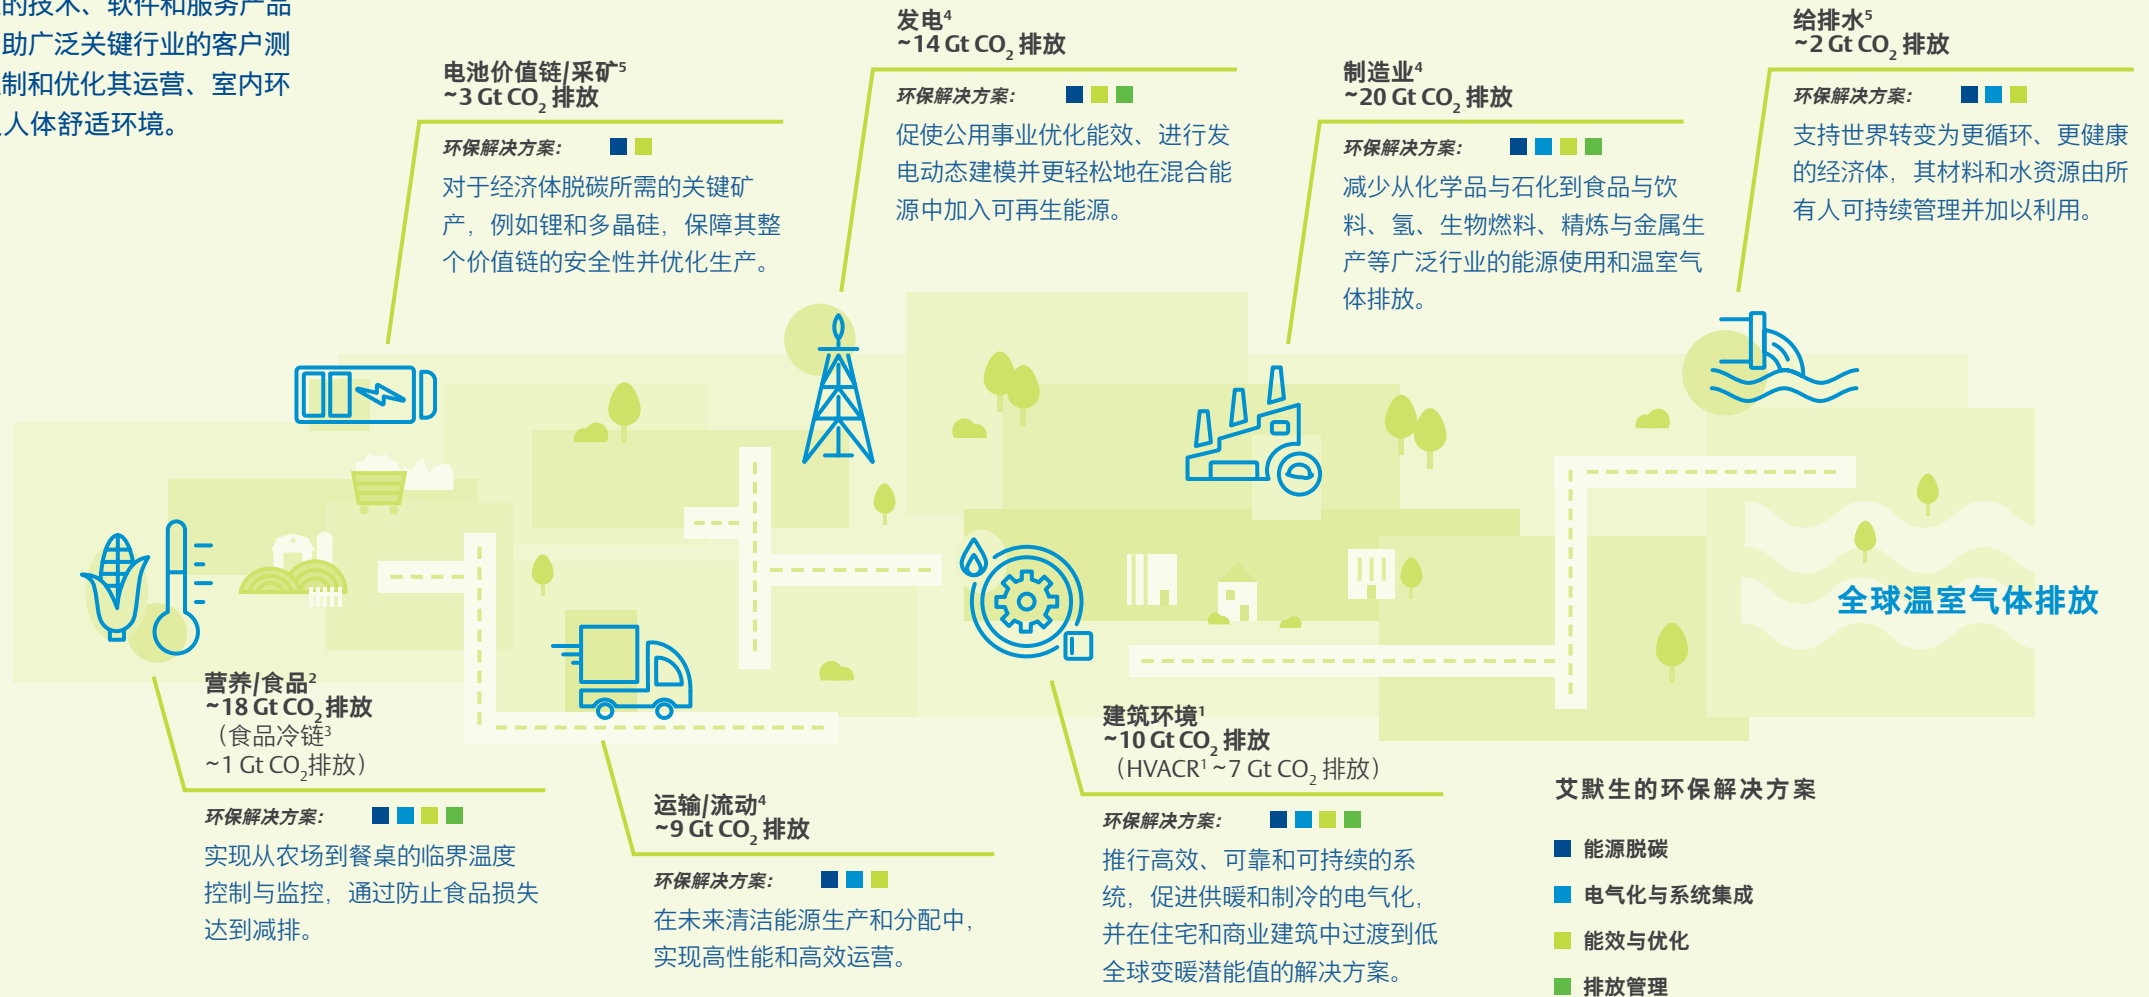 的技术、软件和服务产品
助广泛关键行业的客户测
制和优化其运营、室内环
人体舒适环境。
电池价值链/采矿⁵
~3 Gt CO₂ 排放
环保解决方案:
对于经济体脱碳所需的关键矿
产，例如锂和多晶硅，保障其整
个价值链的安全性并优化生产。
发电⁴
~14 Gt CO₂ 排放
环保解决方案:
促使公用事业优化能效、进行发
电动态建模并更轻松地在混合能
源中加入可再生能源。
制造业⁴
~20 Gt CO₂ 排放
环保解决方案:
减少从化学品与石化到食品与饮
料、氢、生物燃料、精炼与金属生
产等广泛行业的能源使用和温室气
体排放。
给排水⁵
~2 Gt CO₂ 排放
环保解决方案:
支持世界转变为更循环、更健康
的经济体，其材料和水资源由所
有人可持续管理并加以利用。
全球温室气体排放
营养/食品²
~18 Gt CO₂ 排放
（食品冷链³
~1 Gt CO₂排放）
环保解决方案:
实现从农场到餐桌的临界温度
控制与监控，通过防止食品损失
达到减排。
运输/流动⁴
~9 Gt CO₂ 排放
环保解决方案:
在未来清洁能源生产和分配中，
实现高性能和高效运营。
建筑环境¹
~10 Gt CO₂ 排放
（HVACR¹ ~7 Gt CO₂ 排放）
环保解决方案:
推行高效、可靠和可持续的系
统，促进供暖和制冷的电气化，
并在住宅和商业建筑中过渡到低
全球变暖潜能值的解决方案。
艾默生的环保解决方案
能源脱碳
电气化与系统集成
能效与优化
排放管理